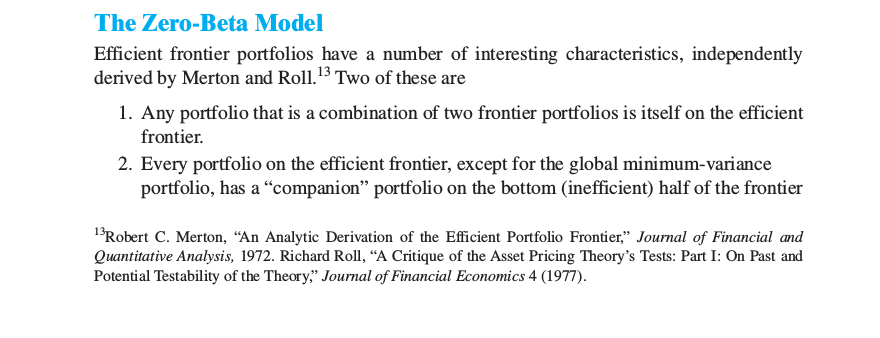 The Zero-Beta Model
Efficient frontier portfolios have a number of interesting characteristics, independently
derived by Merton and Roll.¹³ Two of these are
1. Any portfolio that is a combination of two frontier portfolios is itself on the efficient
frontier.
2. Every portfolio on the efficient frontier, except for the global minimum-variance
portfolio, has a “companion” portfolio on the bottom (inefficient) half of the frontier
¹³Robert C. Merton, “An Analytic Derivation of the Efficient Portfolio Frontier,” Journal of Financial and
Quantitative Analysis, 1972. Richard Roll, “A Critique of the Asset Pricing Theory’s Tests: Part I: On Past and
Potential Testability of the Theory,” Journal of Financial Economics 4 (1977).